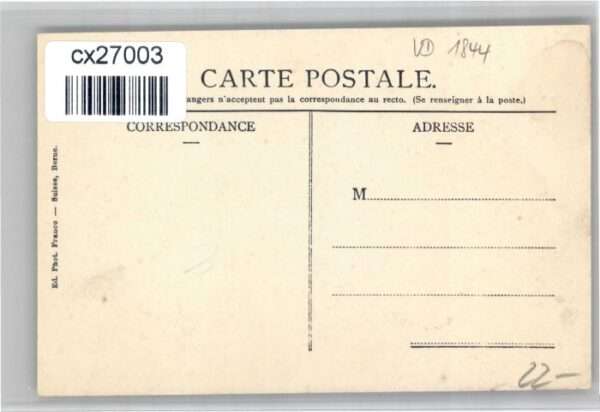 cx27003
VD 1844
CARTE POSTALE.
angers n'acceptent pas la correspondance au recto. (Se renseigner à la poste.)
CORRESPONDANCE
ADRESSE
M
Ed. Phot. Franco — Suisse, Berne.
22-